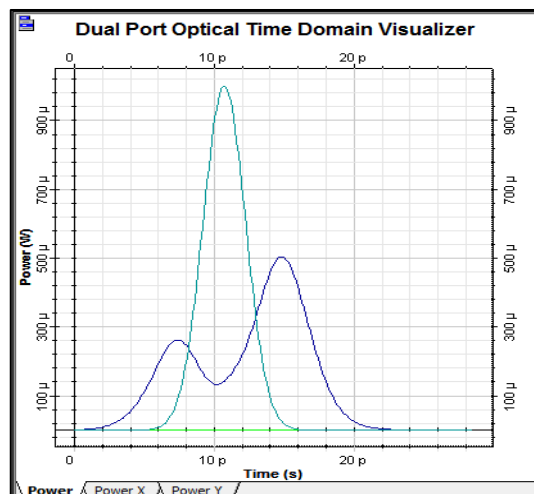 Dual Port Optical Time Domain Visualizer
0 10 p 20 p
900 µ 900 µ
700 µ 700 µ
500 µ 500 µ
300 µ 300 µ
100 µ 100 µ
Power (W)
0 10 p 20 p
Time (s)
Power Power X Power Y